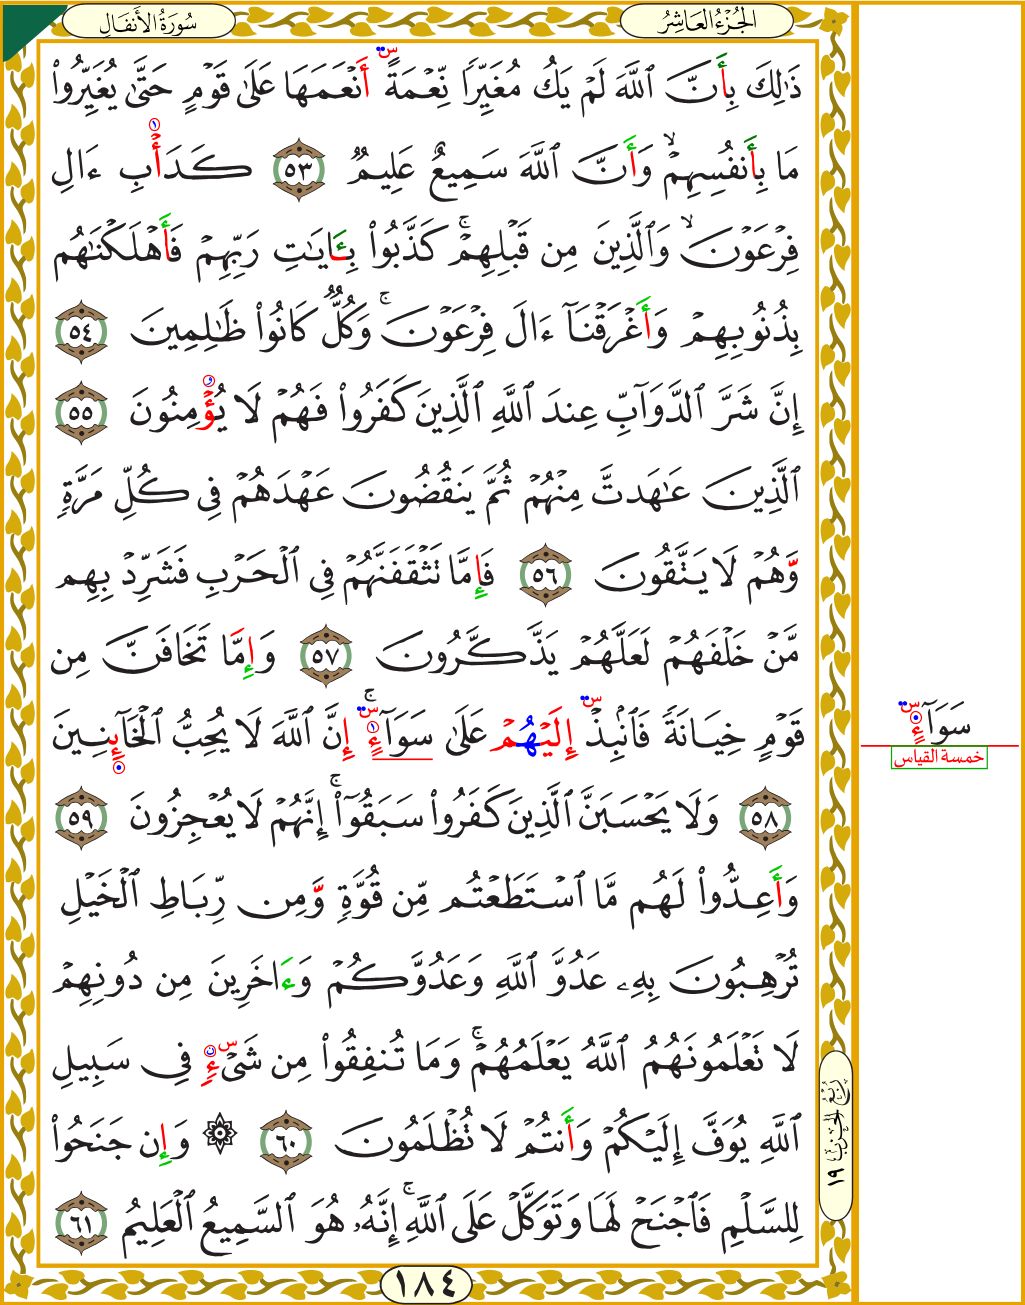 سُورَةُ الأَنفَال
الجُزْءُ العَاشِرُ
ذَٰلِكَ بِأَنَّ ٱللَّهَ لَمْ يَكُ مُغَيِّرًا نِّعْمَةً أَنْعَمَهَا عَلَىٰ قَوْمٍ حَتَّىٰ يُغَيِّرُوا۟
مَا بِأَنفُسِهِمْ ۙ وَأَنَّ ٱللَّهَ سَمِيعٌ عَلِيمٌ ٥٣ كَدَأْبِ ءَالِ
فِرْعَوْنَ ۙ وَٱلَّذِينَ مِن قَبْلِهِمْ ۚ كَذَّبُوا۟ بِـَٔايَـٰتِ رَبِّهِمْ فَأَهْلَكْنَـٰهُم
بِذُنُوبِهِمْ وَأَغْرَقْنَآ ءَالَ فِرْعَوْنَ ۚ وَكُلٌّ كَانُوا۟ ظَـٰلِمِينَ ٥٤
إِنَّ شَرَّ ٱلدَّوَآبِّ عِندَ ٱللَّهِ ٱلَّذِينَ كَفَرُوا۟ فَهُمْ لَا يُؤْمِنُونَ ٥٥
ٱلَّذِينَ عَـٰهَدتَّ مِنْهُمْ ثُمَّ يَنقُضُونَ عَهْدَهُمْ فِى كُلِّ مَرَّةٍ
وَّهُمْ لَا يَتَّقُونَ ٥٦ فَإِمَّا تَثْقَفَنَّهُمْ فِى ٱلْحَرْبِ فَشَرِّدْ بِهِم
مَّنْ خَلْفَهُمْ لَعَلَّهُمْ يَذَّكَّرُونَ ٥٧ وَإِمَّا تَخَافَنَّ مِن
قَوْمٍ خِيَانَةً فَٱنۢبِذْ إِلَيْهُمْ عَلَىٰ سَوَآءٍ ۚ إِنَّ ٱللَّهَ لَا يُحِبُّ ٱلْخَآئِنِينَ
٥٨ وَلَا يَحْسَبَنَّ ٱلَّذِينَ كَفَرُوا۟ سَبَقُوٓا۟ ۚ إِنَّهُمْ لَا يُعْجِزُونَ ٥٩
وَأَعِدُّوا۟ لَهُم مَّا ٱسْتَطَعْتُم مِّن قُوَّةٍ وَّمِن رِّبَاطِ ٱلْخَيْلِ
تُرْهِبُونَ بِهِۦ عَدُوَّ ٱللَّهِ وَعَدُوَّكُمْ وَءَاخَرِينَ مِن دُونِهِمْ
لَا تَعْلَمُونَهُمُ ٱللَّهُ يَعْلَمُهُمْ ۚ وَمَا تُنفِقُوا۟ مِن شَىْءٍ فِى سَبِيلِ
ٱللَّهِ يُوَفَّ إِلَيْكُمْ وَأَنتُمْ لَا تُظْلَمُونَ ٦٠ ۞ وَإِن جَنَحُوا۟
لِلسَّلْمِ فَٱجْنَحْ لَهَا وَتَوَكَّلْ عَلَى ٱللَّهِ ۚ إِنَّهُۥ هُوَ ٱلسَّمِيعُ ٱلْعَلِيمُ ٦١
سَوَآءٍ
خمسة القياس
رُبْعُ الحِزْبِ ١٩
١٨٤